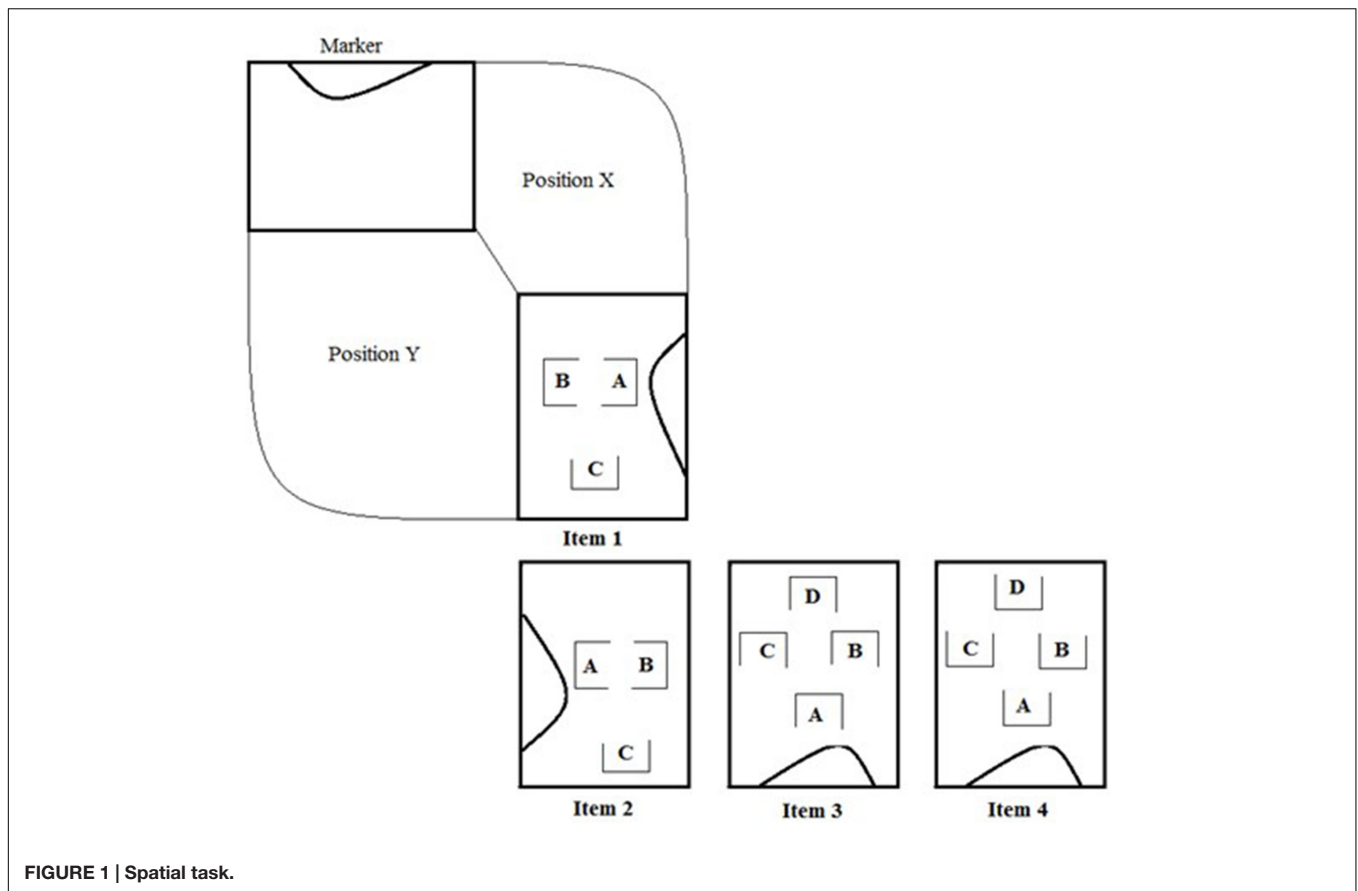 Marker
Position X
Position Y
B A
C
Item 1
A B
C
Item 2
D
C B
A
Item 3
D
C B
A
Item 4
FIGURE 1 | Spatial task.